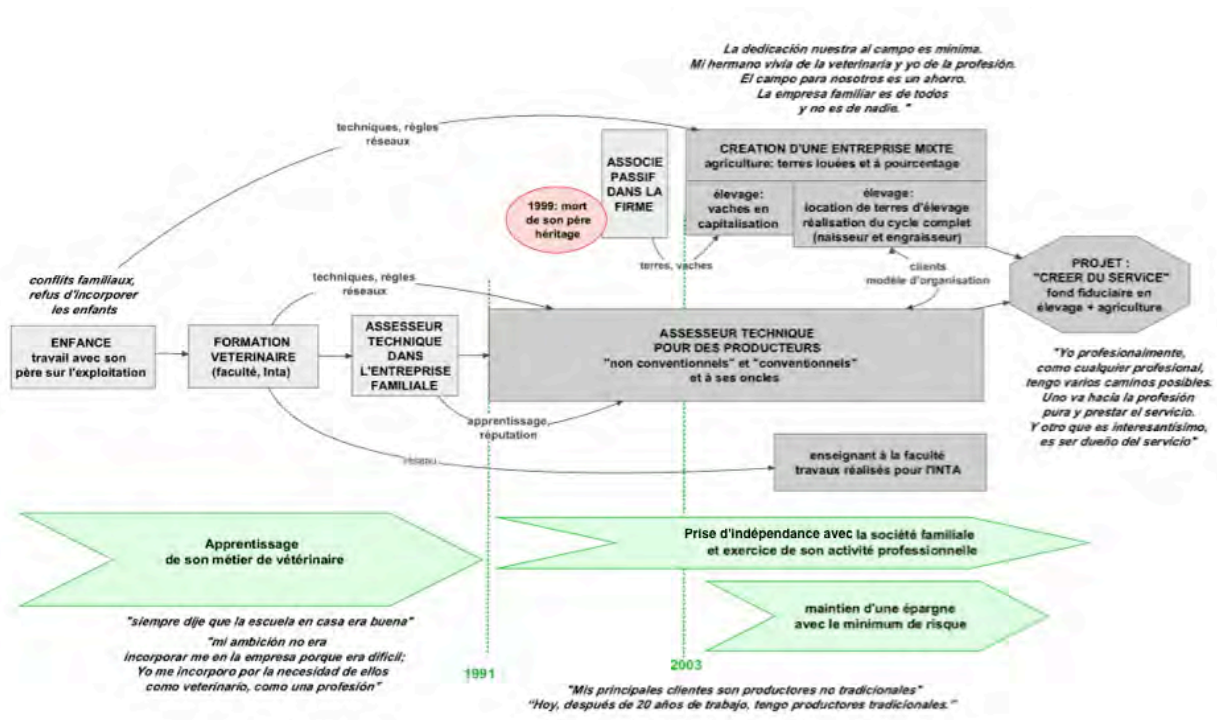 La dedicación nuestra al campo es mínima.
Mi hermano vivía de la veterinaria y yo de la profesión.
El campo para nosotros es un ahorro.
La empresa familiar es de todos
y no es de nadie. "
techniques, règles
réseaux
ASSOCIE
PASSIF
DANS LA
FIRME
CREATION D'UNE ENTREPRISE MIXTE
agriculture: terres louées et à pourcentage
élevage:
vaches en
capitalisation
élevage:
location de terres d'élevage
réalisation du cycle complet
(naisseur et engraisseur)
1999: mort
de son père
héritage
terres, vaches
clients
modèle d'organisation
PROJET :
"CREER DU SERVICE"
fond fiduciaire en
élevage + agriculture
conflits familiaux,
refus d'incorporer
les enfants
techniques, règles
réseaux
ENFANCE
travail avec son
père sur l'exploitation
FORMATION
VETERINAIRE
(faculté, Inta)
ASSESSEUR
TECHNIQUE
DANS
L'ENTREPRISE
FAMILIALE
ASSESSEUR TECHNIQUE
POUR DES PRODUCTEURS
"non conventionnels" et "conventionnels"
et à ses oncles
"Yo profesionalmente,
como cualquier profesional,
tengo varios caminos posibles.
Uno va hacia la profesión
pura y prestar el servicio.
Y otro que es interesantísimo,
es ser dueño del servicio"
apprentissage,
réputation
réseau
enseignant à la faculté
travaux réalisés pour l'INTA
Apprentissage
de son métier de vétérinaire
Prise d'indépendance avec la société familiale
et exercice de son activité professionnelle
maintien d'une épargne
avec le minimum de risque
"siempre dije que la escuela en casa era buena"
"mi ambición no era
incorporar me en la empresa porque era difícil;
Yo me incorporo por la necesidad de ellos
como veterinario, como una profesión"
1991
2003
"Mis principales clientes son productores no tradicionales"
"Hoy, después de 20 años de trabajo, tengo productores tradicionales."